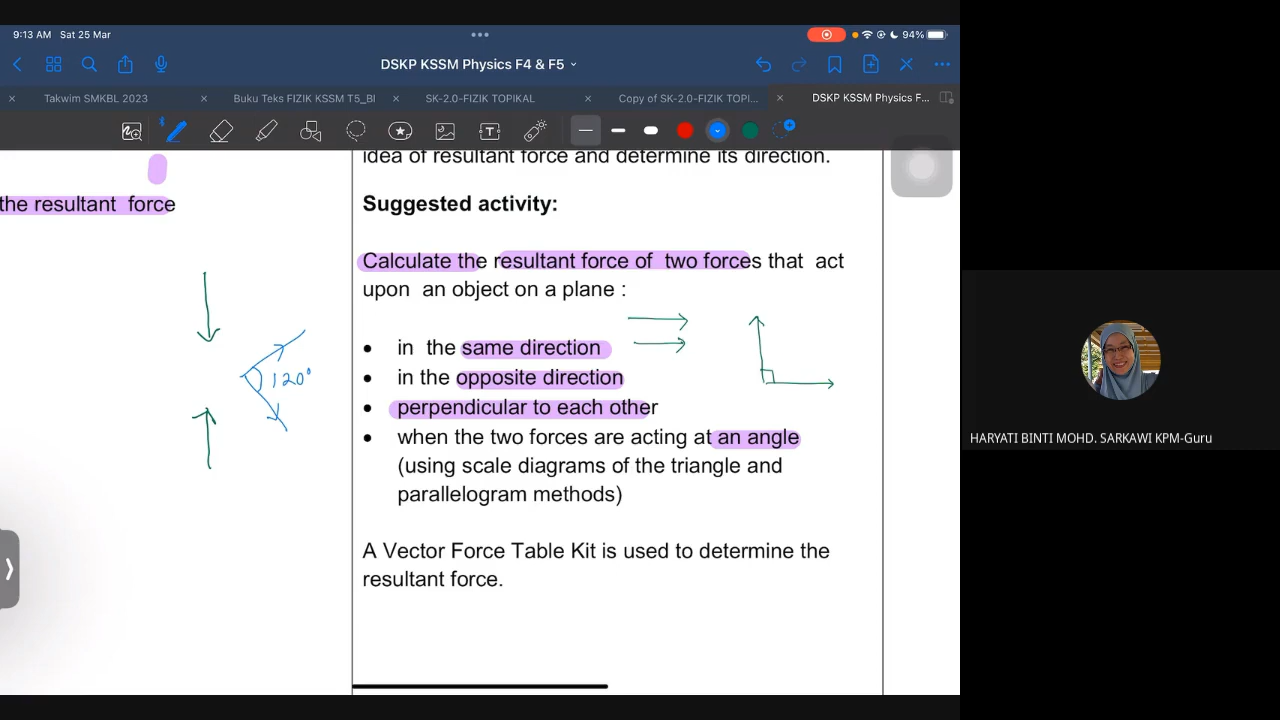 9:13 AM Sat 25 Mar
94%
DSKP KSSM Physics F4 & F5
Takwim SMKBL 2023
Buku Teks FIZIK KSSM T5_BI
SK-2.0-FIZIK TOPIKAL
Copy of SK-2.0-FIZIK TOPI...
DSKP KSSM Physics F...
idea of resultant force and determine its direction.
the resultant force
Suggested activity:
Calculate the resultant force of two forces that act
upon an object on a plane :
• in the same direction
• in the opposite direction
• perpendicular to each other
• when the two forces are acting at an angle
(using scale diagrams of the triangle and
parallelogram methods)
120°
A Vector Force Table Kit is used to determine the
resultant force.
HARYATI BINTI MOHD. SARKAWI KPM-Guru